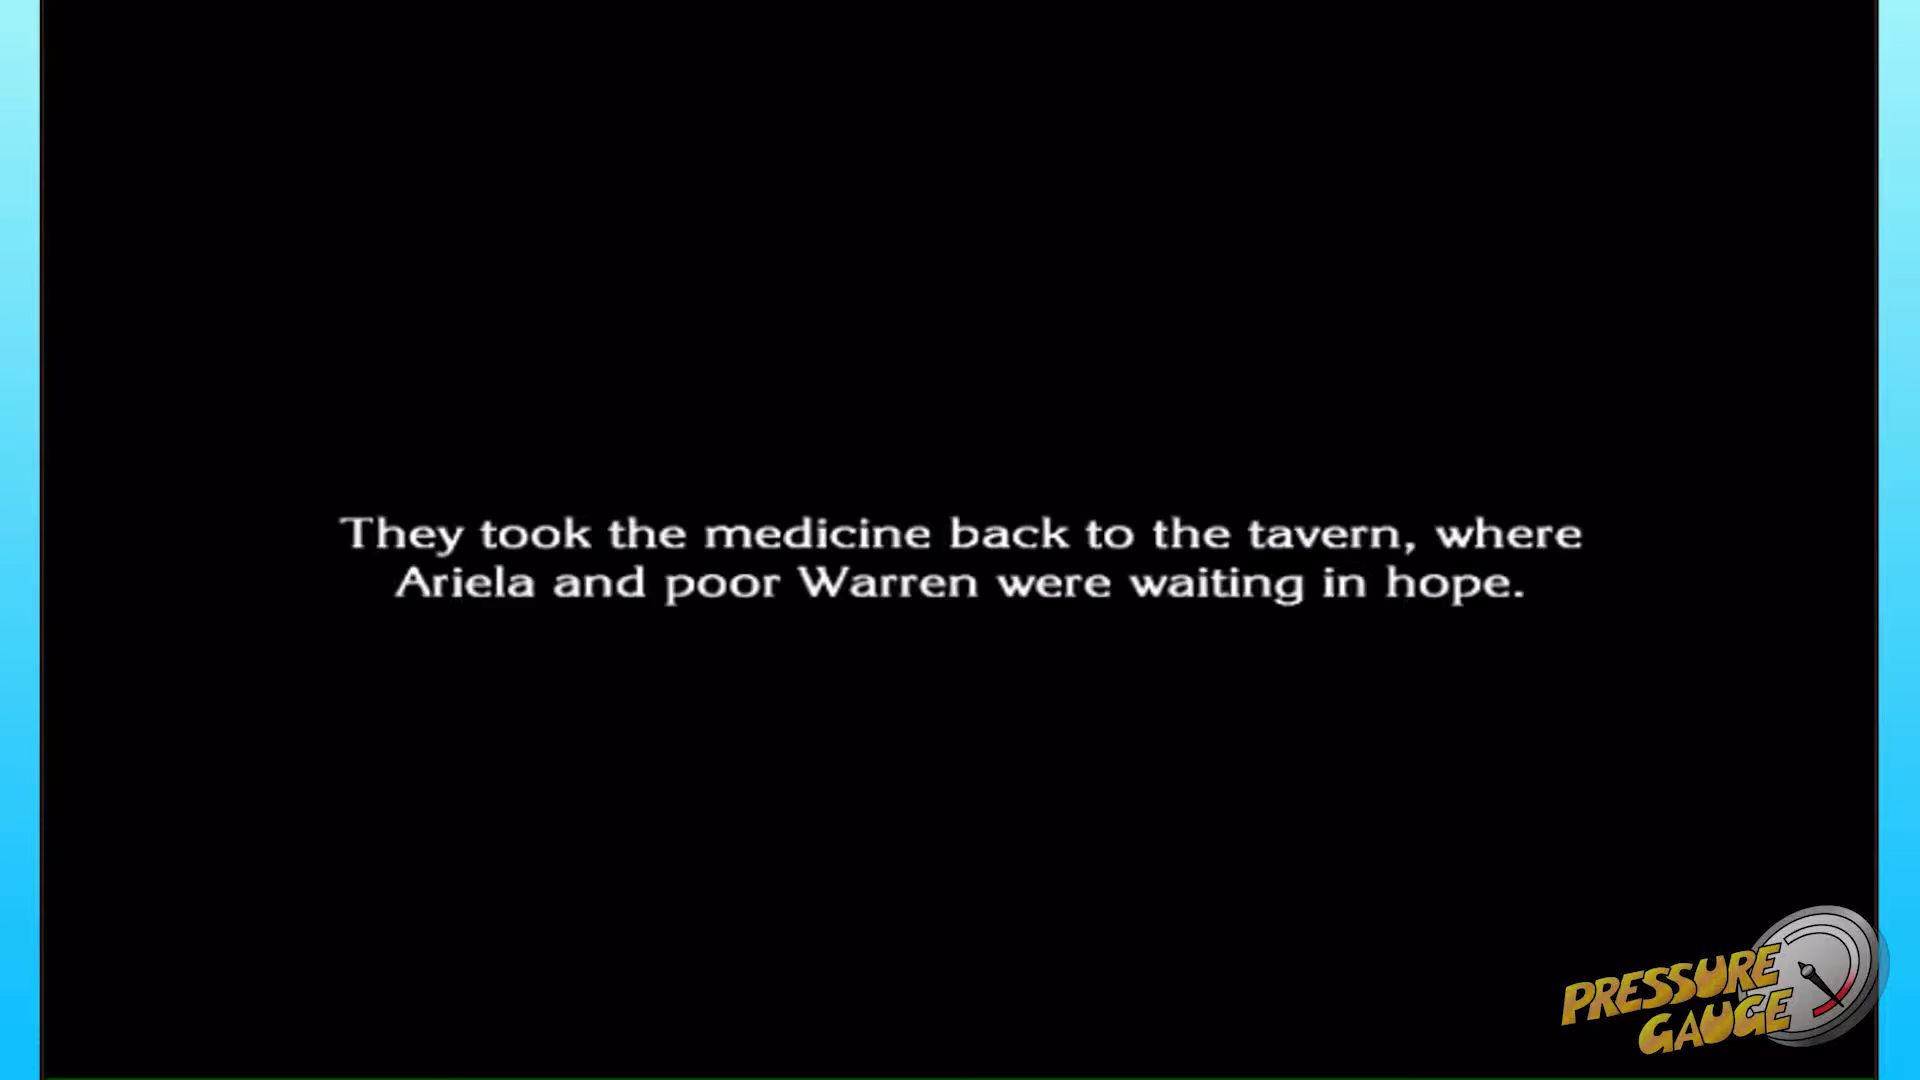 They took the medicine back to the tavern, where
Ariela and poor Warren were waiting in hope.
PRESSURE
GAUGE